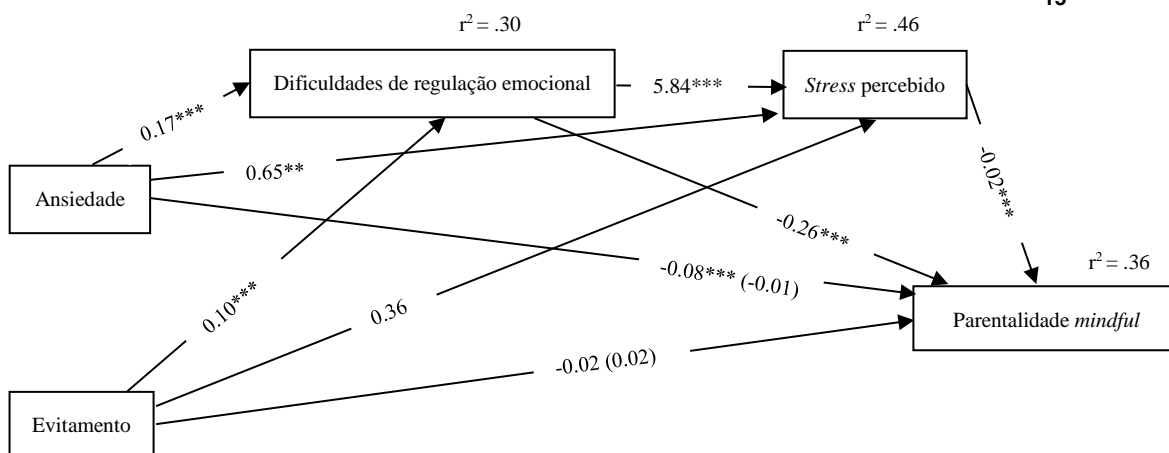 r² = .30
r² = .46
Dificuldades de regulação emocional
5.84***
Stress percebido
0.17***
0.65**
-0.02***
Ansiedade
-0.26***
r² = .36
-0.08*** (-0.01)
0.10***
0.36
Parentalidade mindful
-0.02 (0.02)
Evitamento